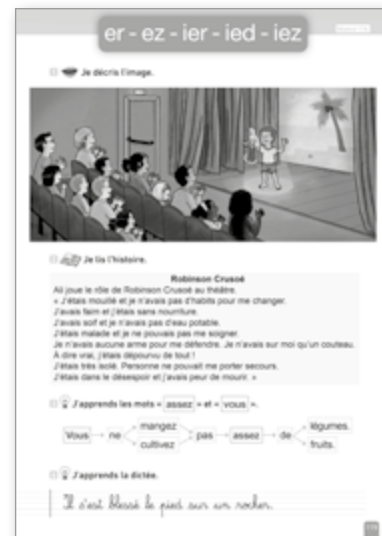 er - ez - ier - ied - iez
Je décris l'image.
Je lis l'histoire.
Robinson Crusoé
Ali joue le rôle de Robinson Crusoé au théâtre.
« J'étais mouillé et je n'avais pas d'habits pour me changer.
J'avais faim et j'étais sans nourriture.
J'avais soif et je n'avais pas d'eau potable.
J'étais malade et je ne pouvais pas me soigner.
Je n'avais aucune arme pour me défendre. Je n'avais sur moi qu'un couteau.
À dire vrai, j'étais dépourvu de tout !
J'étais très isolé. Personne ne pouvait me porter secours.
J'étais dans le désespoir et j'avais peur de mourir. »
J'apprends les mots « assez » et « vous ».
mangez légumes.
Vous ne pas assez de
cultivez fruits.
J'apprends la dictée.
Il s'est blessé le pied sur un rocher.